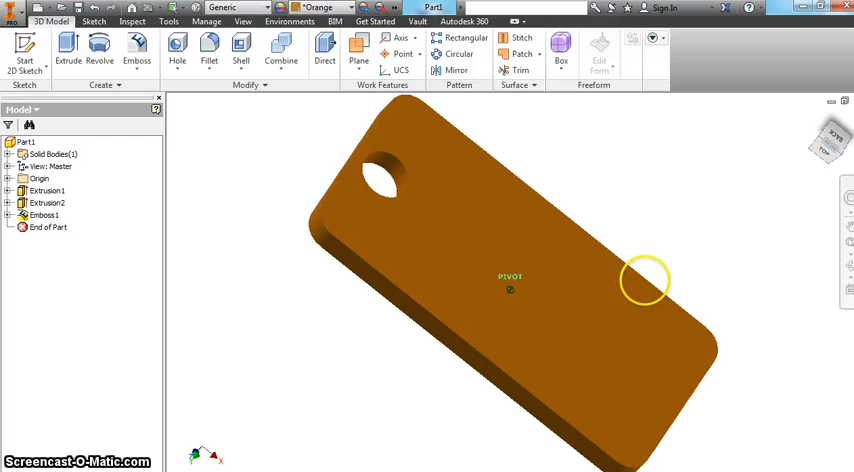 PRO
Generic
*Orange
Part1
Sign In
3D Model Sketch Inspect Tools Manage View Environments BIM Get Started Vault Autodesk 360
Start
2D Sketch
Extrude Revolve Emboss
Hole Fillet Shell Combine
Direct
Plane
Axis
Point
UCS
Rectangular
Circular
Mirror
Stitch
Patch
Trim
Box
Edit
Form
Sketch Create Modify Work Features Pattern Surface Freeform
Model
Part1
Solid Bodies(1)
View: Master
Origin
Extrusion1
Extrusion2
Emboss1
End of Part
PIVOT
BACK
TOP
Z
X
Screencast-O-Matic.com